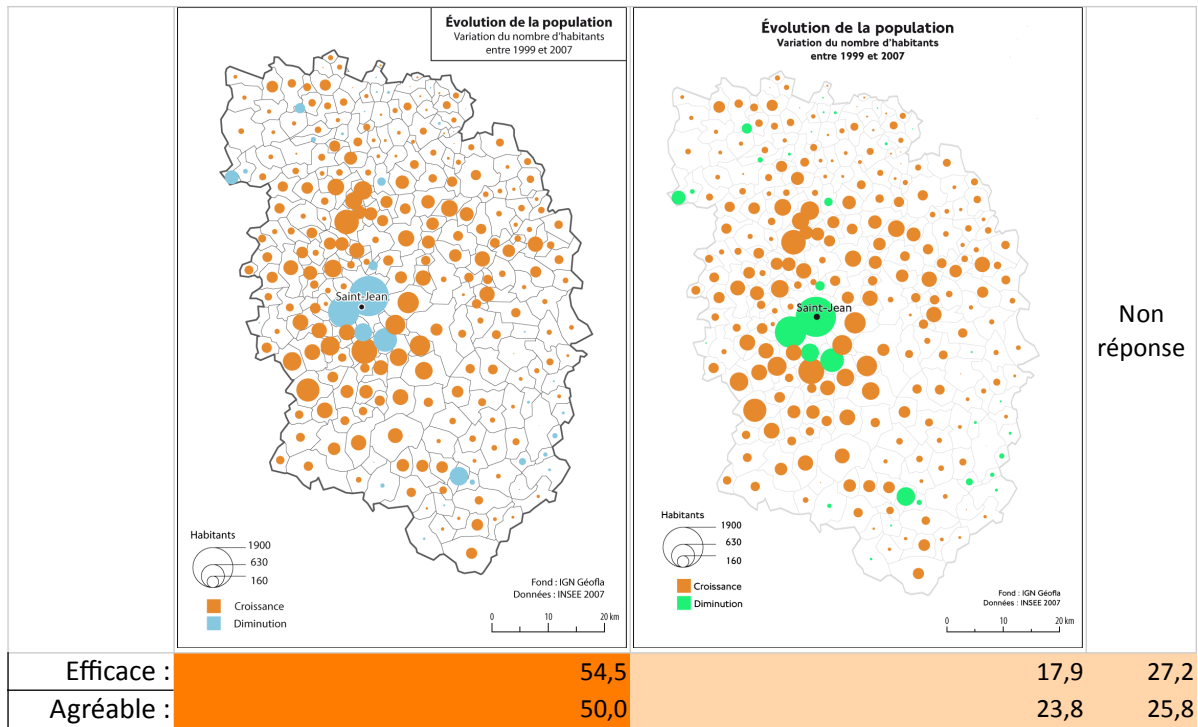 Évolution de la population
Variation du nombre d'habitants
entre 1999 et 2007
Saint-Jean
Habitants
1900
630
160
Croissance
Diminution
Fond : IGN Géofla
Données : INSEE 2007
0 10 20 km
Évolution de la population
Variation du nombre d'habitants
entre 1999 et 2007
Saint-Jean
Habitants
1900
630
160
Croissance
Diminution
Fond : IGN Géofla
Données : INSEE 2007
0 10 20 km
Non
réponse
Efficace : 54,5 17,9 27,2
Agréable : 50,0 23,8 25,8